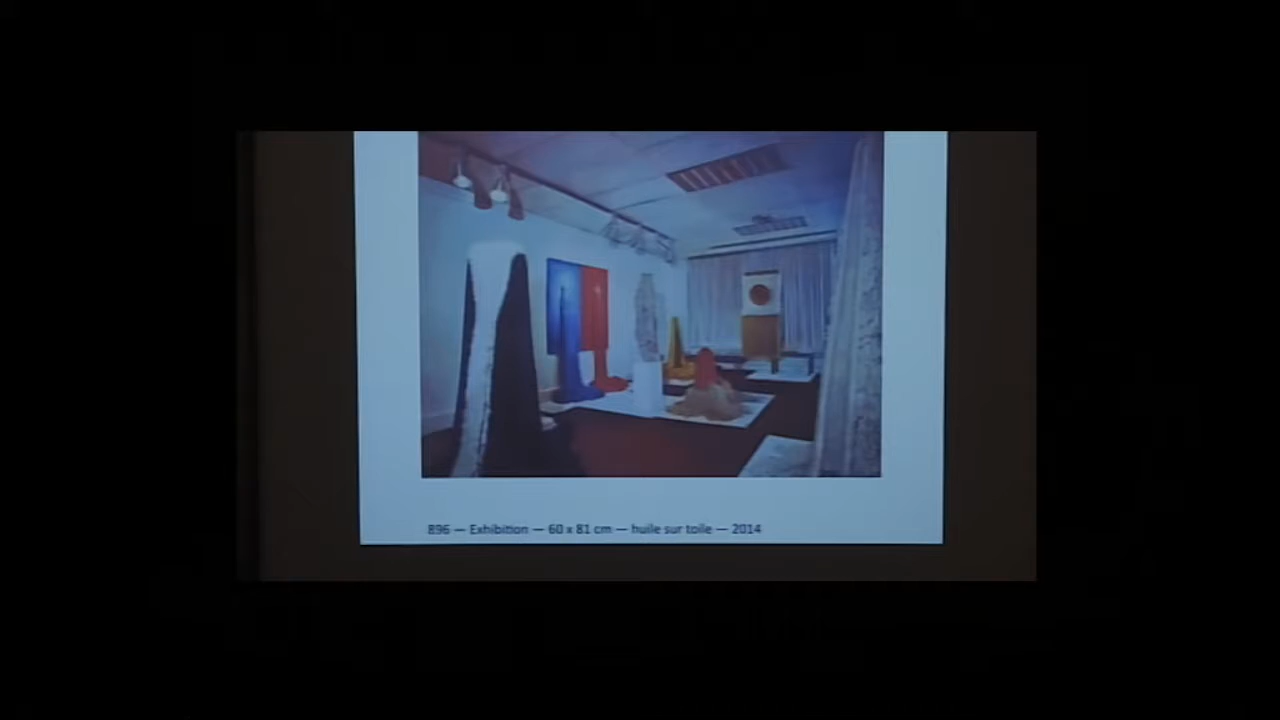 896 — Exhibition — 60 x 81 cm — huile sur toile — 2014